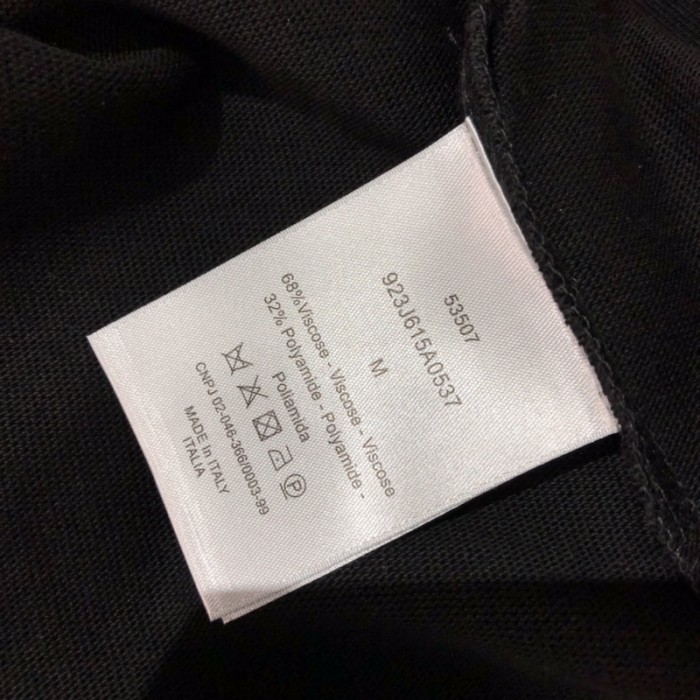 53507
923J615A0537
M
68%Viscose - Viscose - Viscose
32% Polyamide - Polyamide -
Poliamida
P
CNPJ 02-046-366/0003-99
MADE In ITALY
ITALIA